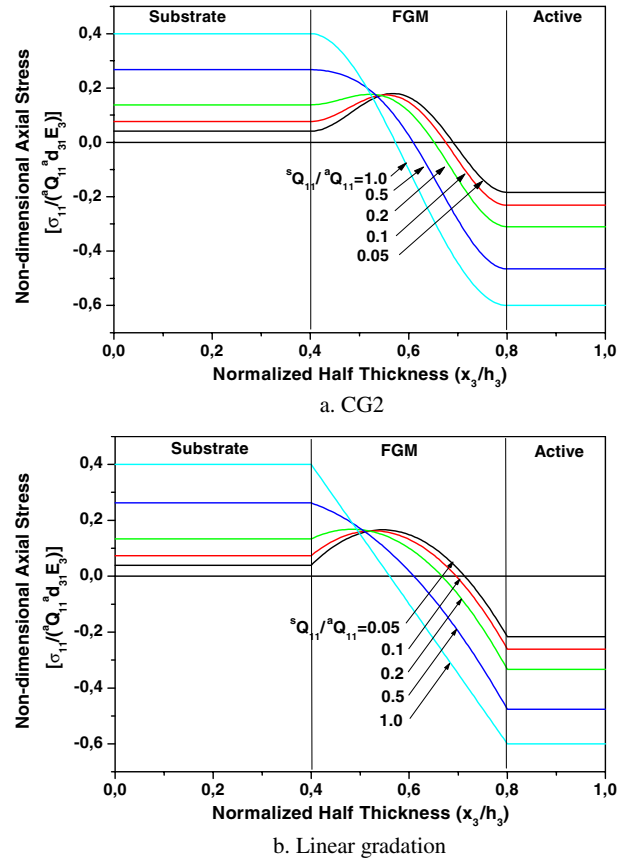 Substrate FGM Active
0,4
0,2
0,0
-0,2
-0,4
-0,6
Non-dimensional Axial Stress
[σ₁₁/(ᵃQ₁₁ᵃd₃₁E₃)]
ˢQ₁₁/ᵃQ₁₁=1.0
0.5
0.2
0.1
0.05
0,0 0,2 0,4 0,6 0,8 1,0
Normalized Half Thickness (x₃/h₃)
a. CG2
Substrate FGM Active
0,4
0,2
0,0
-0,2
-0,4
-0,6
Non-dimensional Axial Stress
[σ₁₁/(ᵃQ₁₁ᵃd₃₁E₃)]
ˢQ₁₁/ᵃQ₁₁=0.05
0.1
0.2
0.5
1.0
0,0 0,2 0,4 0,6 0,8 1,0
Normalized Half Thickness (x₃/h₃)
b. Linear gradation